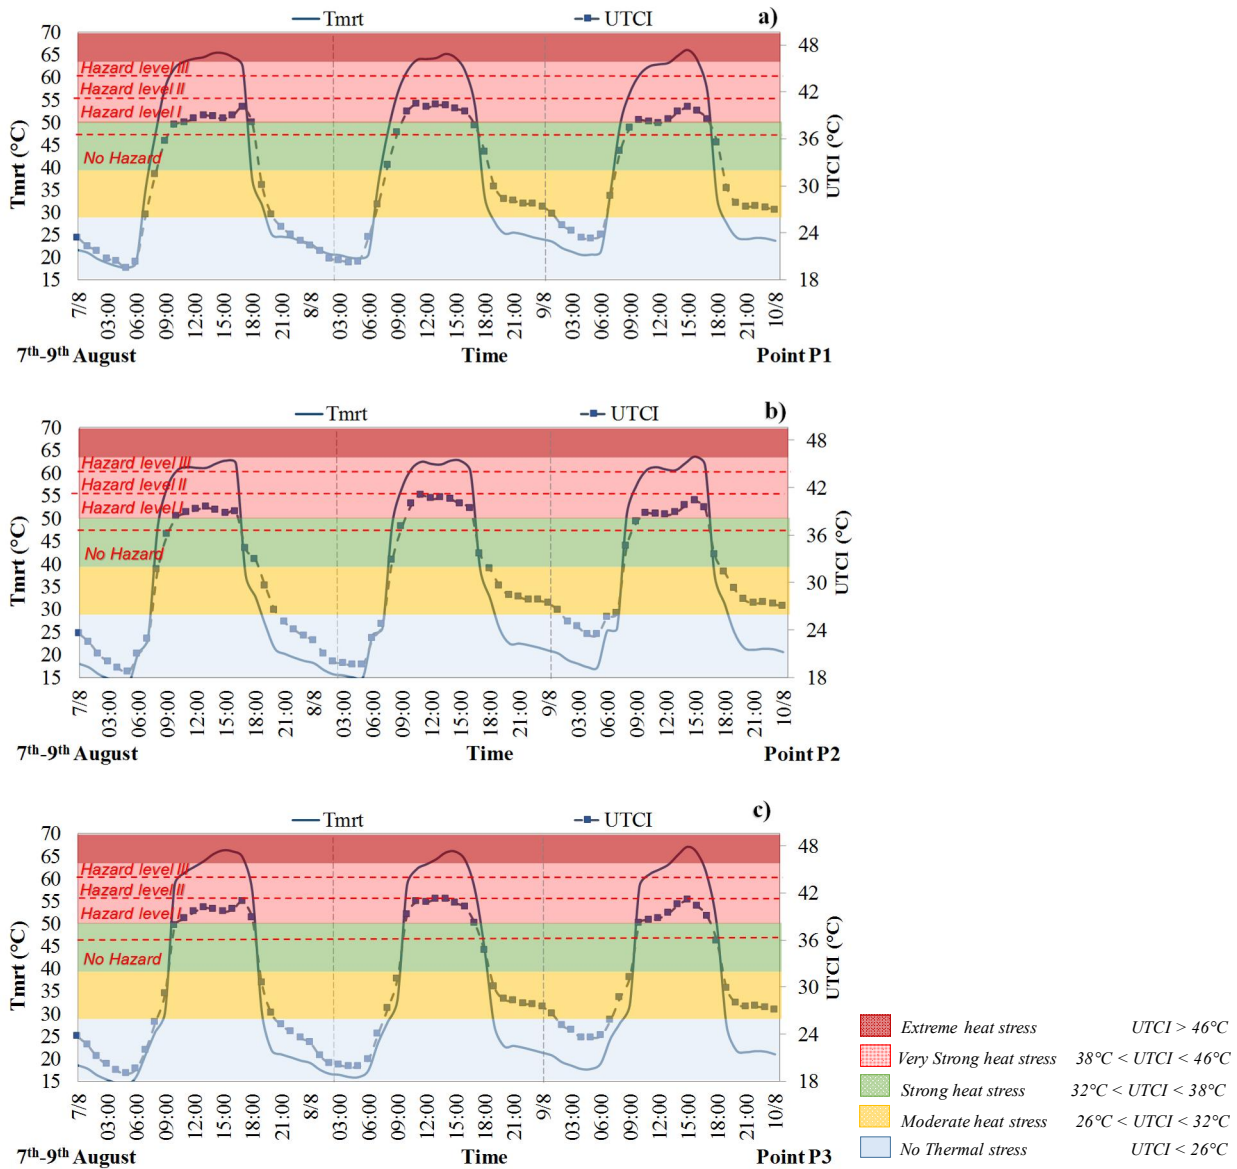 Tmrt UTCI a)
70
65
60
55
50
45
40
35
30
25
20
15
Tmrt (°C)
Hazard level III
Hazard level II
Hazard level I
No Hazard
48
42
36
30
24
18
UTCI (°C)
7/8 03:00 06:00 09:00 12:00 15:00 18:00 21:00 8/8 03:00 06:00 09:00 12:00 15:00 18:00 21:00 9/8 03:00 06:00 09:00 12:00 15:00 18:00 21:00 10/8
7th-9th August Time Point P1
Tmrt UTCI b)
70
65
60
55
50
45
40
35
30
25
20
15
Tmrt (°C)
Hazard level III
Hazard level II
Hazard level I
No Hazard
48
42
36
30
24
18
UTCI (°C)
7/8 03:00 06:00 09:00 12:00 15:00 18:00 21:00 8/8 03:00 06:00 09:00 12:00 15:00 18:00 21:00 9/8 03:00 06:00 09:00 12:00 15:00 18:00 21:00 10/8
7th-9th August Time Point P2
Tmrt UTCI c)
70
65
60
55
50
45
40
35
30
25
20
15
Tmrt (°C)
Hazard level III
Hazard level II
Hazard level I
No Hazard
48
42
36
30
24
18
UTCI (°C)
7/8 03:00 06:00 09:00 12:00 15:00 18:00 21:00 8/8 03:00 06:00 09:00 12:00 15:00 18:00 21:00 9/8 03:00 06:00 09:00 12:00 15:00 18:00 21:00 10/8
7th-9th August Time Point P3
Extreme heat stress UTCI > 46°C
Very Strong heat stress 38°C < UTCI < 46°C
Strong heat stress 32°C < UTCI < 38°C
Moderate heat stress 26°C < UTCI < 32°C
No Thermal stress UTCI < 26°C